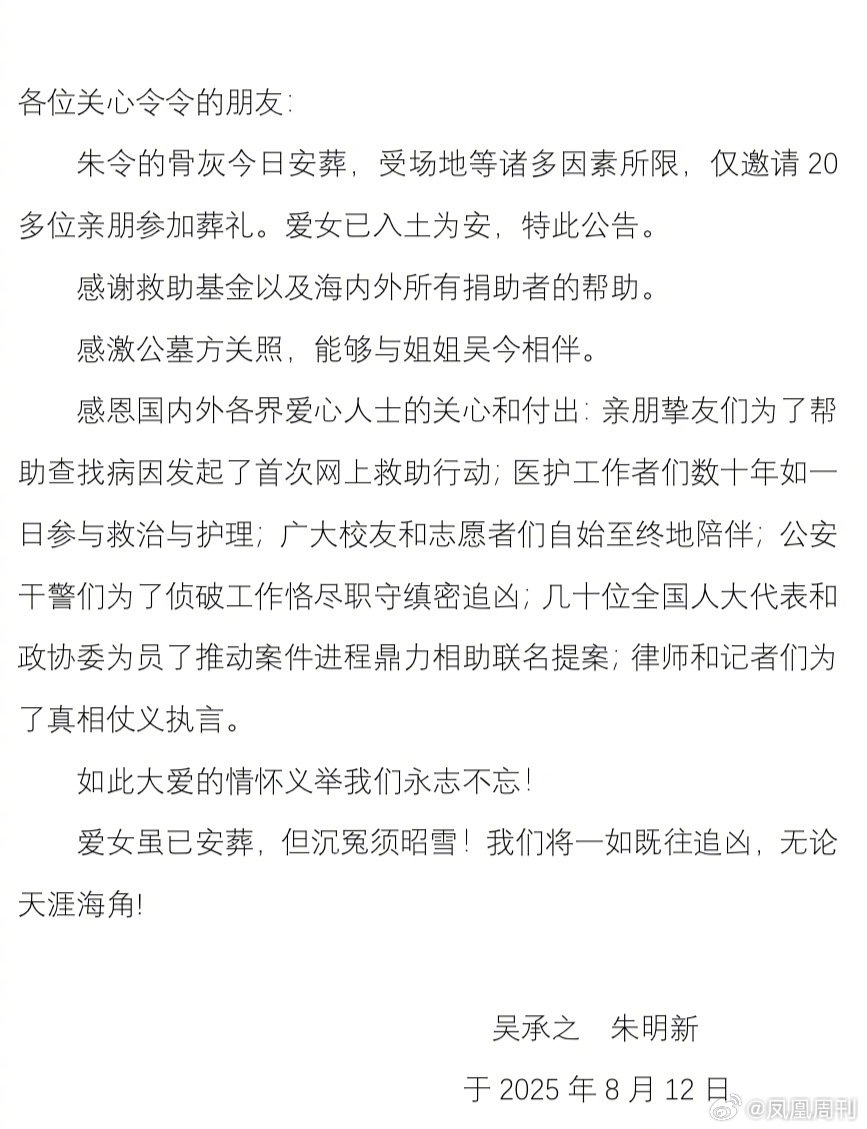 各位关心令令的朋友：
朱令的骨灰今日安葬，受场地等诸多因素所限，仅邀请 20
多位亲朋参加葬礼。爱女已入土为安，特此公告。
感谢救助基金以及海内外所有捐助者的帮助。
感激公墓方关照，能够与姐姐吴今相伴。
感恩国内外各界爱心人士的关心和付出：亲朋挚友们为了帮
助查找病因发起了首次网上救助行动；医护工作者们数十年如一
日参与救治与护理；广大校友和志愿者们自始至终地陪伴；公安
干警们为了侦破工作恪尽职守缜密追凶；几十位全国人大代表和
政协委为员了推动案件进程鼎力相助联名提案；律师和记者们为
了真相仗义执言。
如此大爱的情怀义举我们永志不忘！
爱女虽已安葬，但沉冤须昭雪！我们将一如既往追凶，无论
天涯海角!
吴承之 朱明新
于 2025 年 8 月 12 日
@凤凰周刊